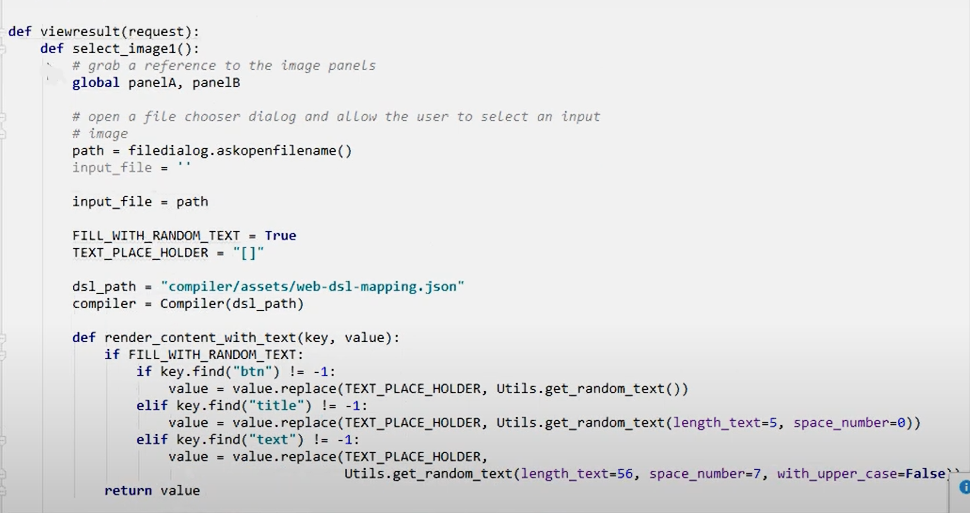 def viewresult(request):
    def select_image1():
        # grab a reference to the image panels
        global panelA, panelB

        # open a file chooser dialog and allow the user to select an input
        # image
        path = filedialog.askopenfilename()
        input_file = ''

        input_file = path

        FILL_WITH_RANDOM_TEXT = True
        TEXT_PLACE_HOLDER = "[]"

        dsl_path = "compiler/assets/web-dsl-mapping.json"
        compiler = Compiler(dsl_path)

        def render_content_with_text(key, value):
            if FILL_WITH_RANDOM_TEXT:
                if key.find("btn") != -1:
                    value = value.replace(TEXT_PLACE_HOLDER, Utils.get_random_text())
                elif key.find("title") != -1:
                    value = value.replace(TEXT_PLACE_HOLDER, Utils.get_random_text(length_text=5, space_number=0))
                elif key.find("text") != -1:
                    value = value.replace(TEXT_PLACE_HOLDER,
                                          Utils.get_random_text(length_text=56, space_number=7, with_upper_case=False))
            return value